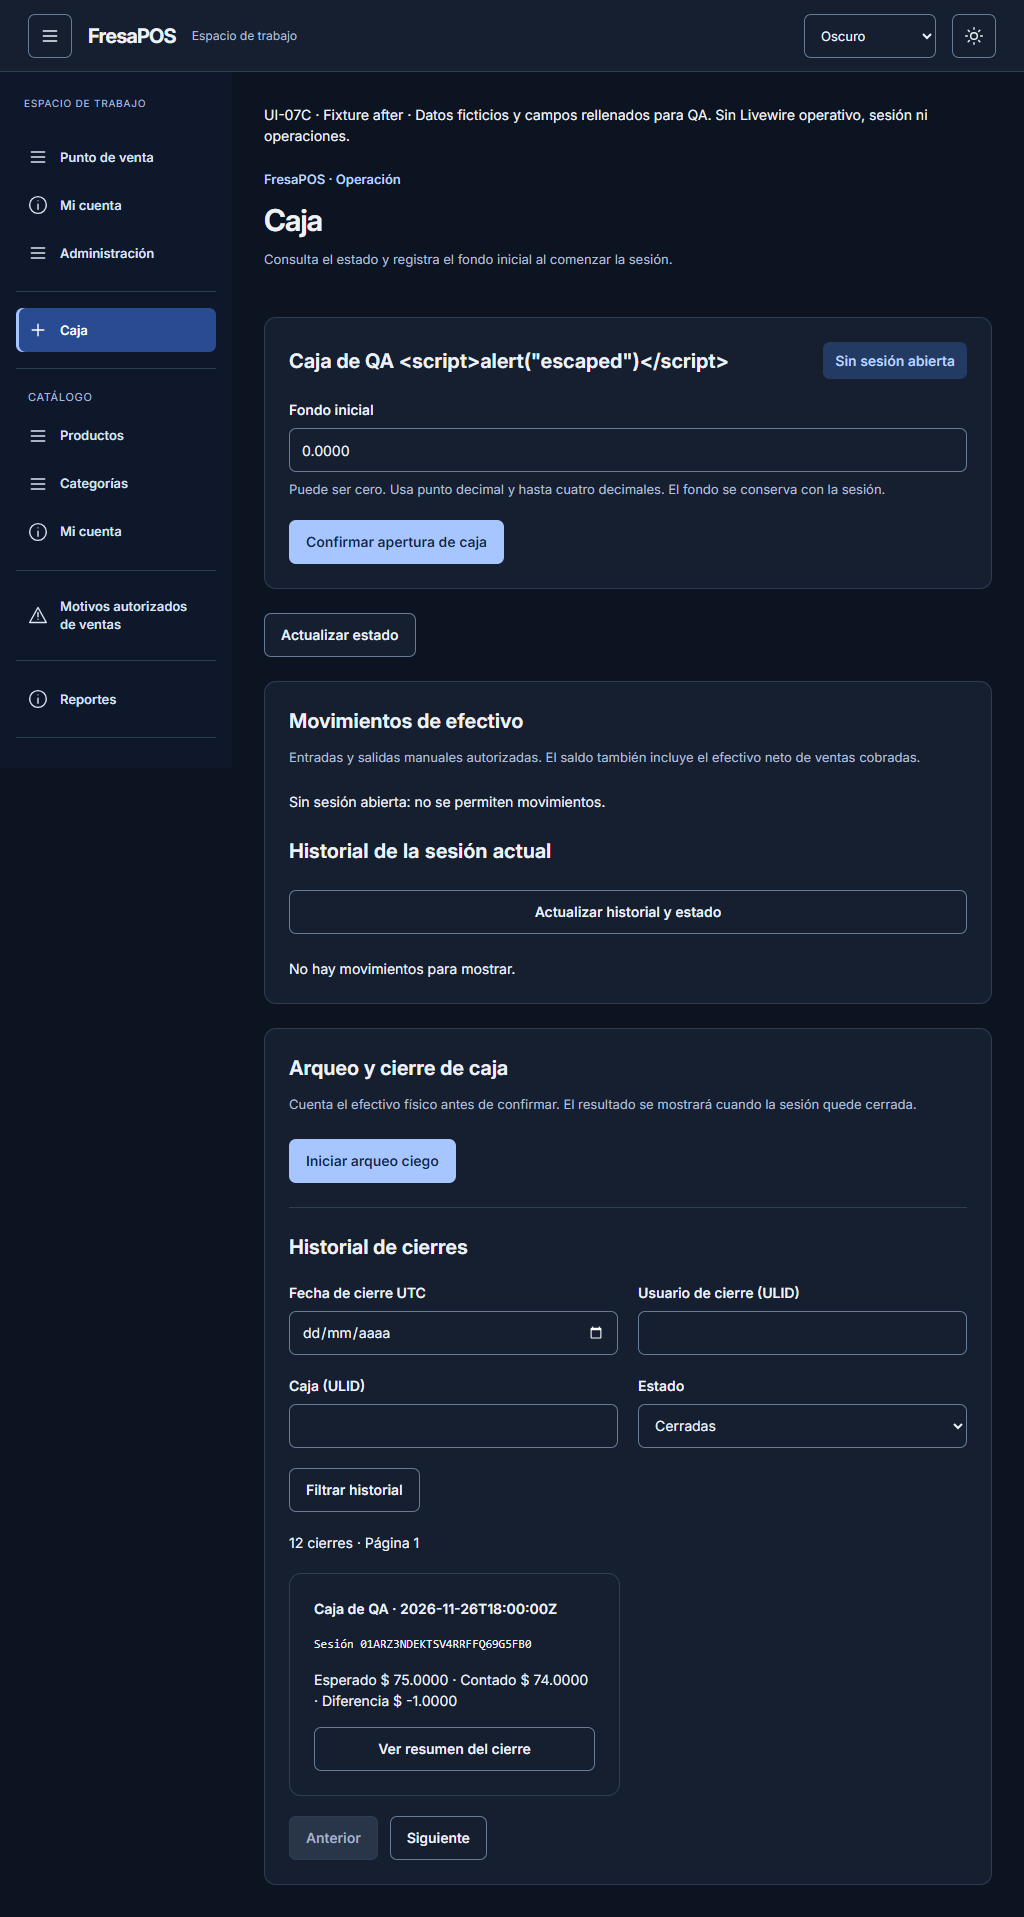 FresaPOS
Espacio de trabajo
Oscuro
ESPACIO DE TRABAJO
Punto de venta
Mi cuenta
Administración
Caja
CATÁLOGO
Productos
Categorías
Mi cuenta
Motivos autorizados
de ventas
Reportes
UI-07C · Fixture after · Datos ficticios y campos rellenados para QA. Sin Livewire operativo, sesión ni
operaciones.
FresaPOS · Operación
Caja
Consulta el estado y registra el fondo inicial al comenzar la sesión.
Caja de QA <script>alert("escaped")</script>
Sin sesión abierta
Fondo inicial
0.0000
Puede ser cero. Usa punto decimal y hasta cuatro decimales. El fondo se conserva con la sesión.
Confirmar apertura de caja
Actualizar estado
Movimientos de efectivo
Entradas y salidas manuales autorizadas. El saldo también incluye el efectivo neto de ventas cobradas.
Sin sesión abierta: no se permiten movimientos.
Historial de la sesión actual
Actualizar historial y estado
No hay movimientos para mostrar.
Arqueo y cierre de caja
Cuenta el efectivo físico antes de confirmar. El resultado se mostrará cuando la sesión quede cerrada.
Iniciar arqueo ciego
Historial de cierres
Fecha de cierre UTC
dd/mm/aaaa
Usuario de cierre (ULID)
Caja (ULID)
Estado
Cerradas
Filtrar historial
12 cierres · Página 1
Caja de QA · 2026-11-26T18:00:00Z
Sesión 01ARZ3NDEKTSV4RRFFQ69G5FB0
Esperado $ 75.0000 · Contado $ 74.0000
· Diferencia $ -1.0000
Ver resumen del cierre
Anterior
Siguiente